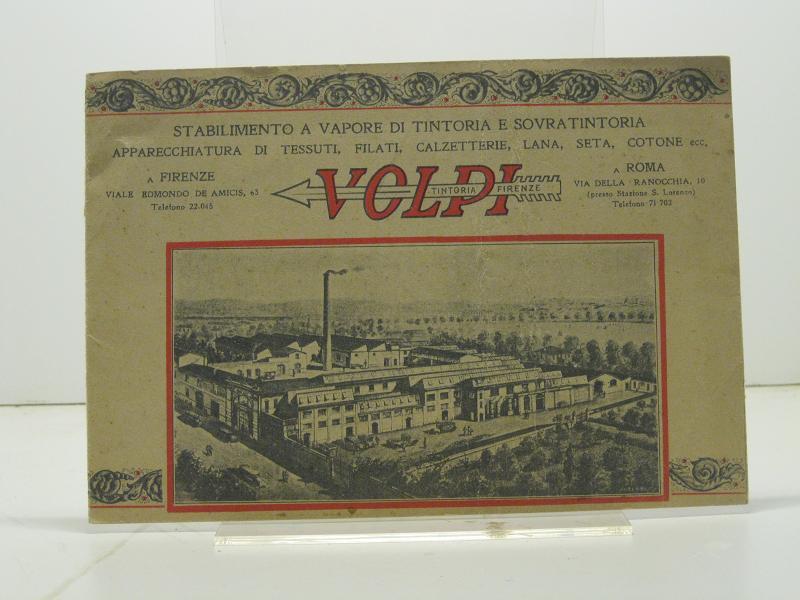 STABILIMENTO A VAPORE DI TINTORIA E SOVRATINTORIA
APPARECCHIATURA DI TESSUTI, FILATI, CALZETTERIE, LANA, SETA, COTONE ecc.
A FIRENZE
VIALE EDMONDO DE AMICIS, 63
Telefono 22-045
VOLPI
TINTORIA FIRENZE
A ROMA
VIA DELLA RANOCCHIA, 10
(presso Stazione S. Lorenzo)
Telefono 71 702